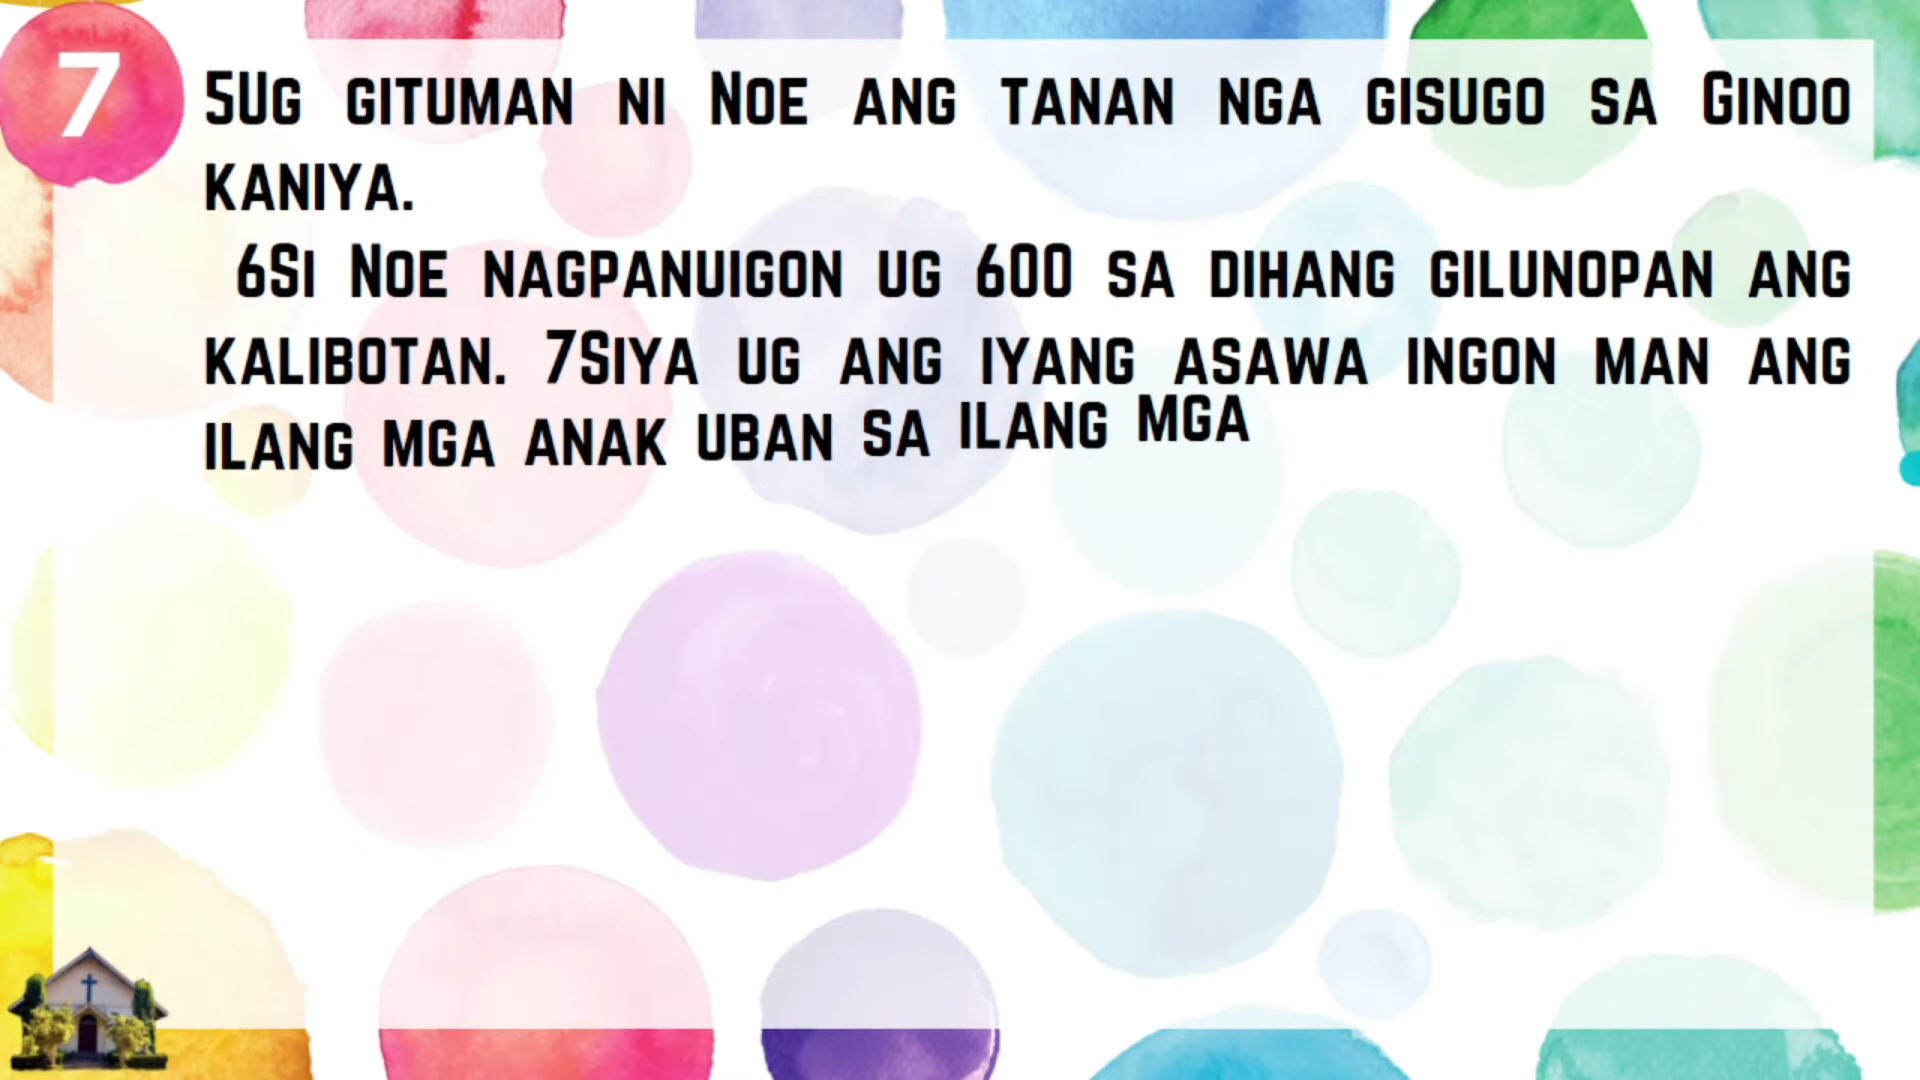 7
5Ug gituman ni Noe ang tanan nga gisugo sa Ginoo
kaniya.
6Si Noe nagpanuigon ug 600 sa dihang gilunopan ang
kalibotan. 7Siya ug ang iyang asawa ingon man ang
ilang mga anak uban sa ilang mga